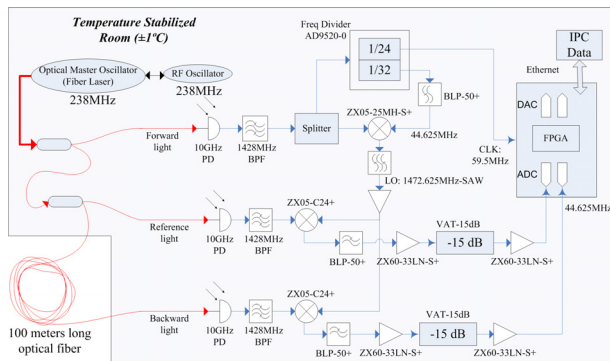 Temperature Stabilized
Room (±1ºC)
Optical Master Oscillator
(Fiber Laser)
238MHz
RF Oscillator
238MHz
Freq Divider
AD9520-0
1/24
1/32
BLP-50+
IPC
Data
Ethernet
Forward
light
10GHz
PD
1428MHz
BPF
Splitter
ZX05-25MH-S+
44.625MHz
LO: 1472.625MHz-SAW
CLK:
59.5MHz
DAC
FPGA
ADC
44.625MHz
Reference
light
10GHz
PD
1428MHz
BPF
ZX05-C24+
BLP-50+
ZX60-33LN-S+
VAT-15dB
-15 dB
ZX60-33LN-S+
100 meters long
optical fiber
Backward
light
10GHz
PD
1428MHz
BPF
ZX05-C24+
BLP-50+
ZX60-33LN-S+
VAT-15dB
-15 dB
ZX60-33LN-S+